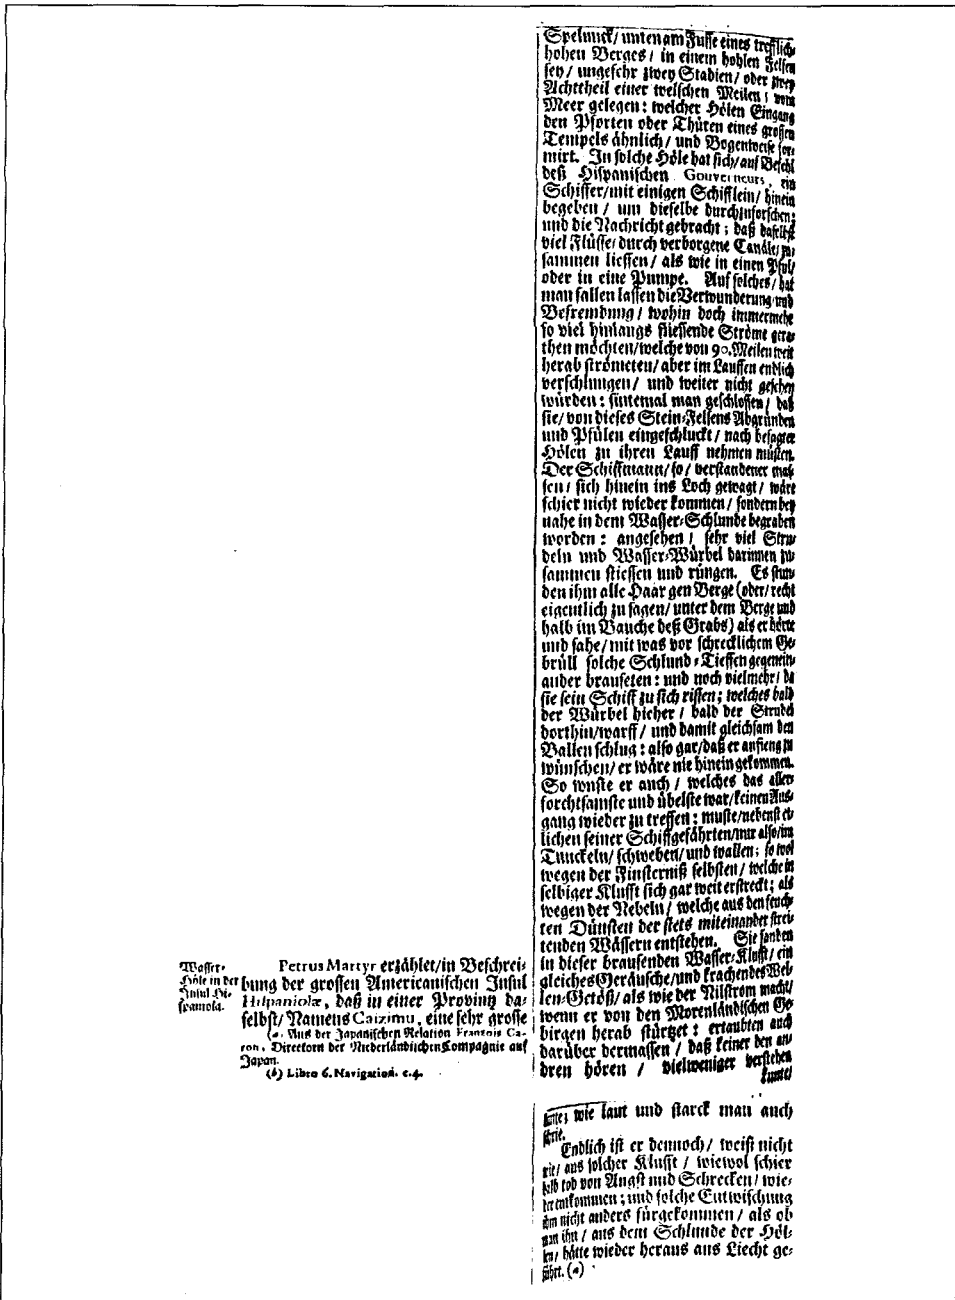 Wasser-
Höle in der
Insul Hi-
spaniola.
Petrus Martyr erzählet/in Beschrei-
bung der grossen Americanischen Insul
Hispaniolæ, daß in einer Provintz da-
selbst/ Namens Caizimu, eine sehr grosse
(a. Aus der Japanischen Relation François Ca-
ron, Directorn der Niederländischen Compagnie auf
Japan.
(b) Libro 6. Navigation. c. 4.
Spelunck/ unten am Fusse eines trefflich-
hohen Berges/ in einem hohlen Felsen
sey/ ungefehr zwey Stadien/ oder zwey
Achttheil einer welschen Meilen/ vom
Meer gelegen: welcher Hölen Eingang
den Pforten oder Thüren eines grossen
Tempels ähnlich/ und Bogenweise for-
mirt. In solche Höle hat sich/ auf Befehl
deß Hispanischen Gouverneurs, ein
Schiffer/ mit einigen Schifflein/ hinein
begeben/ um dieselbe durchzuforschen;
und die Nachricht gebracht; daß daselbst
viel Flüsse/ durch verborgene Canäle/ zu-
sammen lieffen/ als wie in einen Pful/
oder in eine Pumpe. Auf solches/ hat
man fallen lassen die Verwunderung und
Befremdung/ wohin doch immermehr
so viel hinlangs fliessende Ströme gera-
then möchten/ welche von 90. Meilen weit
herab strömeten/ aber im Lauffen endlich
verschlungen/ und weiter nicht gesehen
würden: sintemal man geschlossen/ daß
sie/ von dieses Stein-Felsens Abgründen
und Pfülen eingeschluckt/ nach besagter
Hölen zu ihren Lauff nehmen müsten.
Der Schiffmann/ so/ verstandener mas-
sen/ sich hinein ins Loch gewagt/ wäre
schier nicht wieder kommen/ sondern bey
nahe in dem Wasser-Schlunde begraben
worden: angesehen/ sehr viel Stru-
deln und Wasser-Würbel darinnen zu-
sammen stiessen und rüngen. Es stun-
den ihm alle Haar gen Berge (oder/ recht
eigentlich zu sagen/ unter dem Berge und
halb im Bauche deß Grabs) als er hörte
und sahe/ mit was vor schrecklichem Ge-
brüll solche Schlund-Tieffen gegenein-
ander brauseten: und noch vielmehr/ da
sie sein Schiff zu sich rissen; welches bald
der Würbel hieher/ bald der Strudel
dorthin/ warff/ und damit gleichsam den
Ballen schlug: also gar/ daß er anfieng zu
wünschen/ er wäre nie hinein gekommen.
So wuste er auch/ welches das aller-
forchtsamste und übelste war/ keinen Aus-
gang wieder zu treffen: muste/ nebenst et-
lichen seiner Schiffgefährten/ nur also/ im
Tunckeln/ schweben/ und wallen; so wol
wegen der Finsterniß selbsten/ welche in
selbiger Klufft sich gar weit erstreckt; als
wegen der Nebeln/ welche aus den feuch-
ten Dünsten der stets miteinander strei-
tenden Wässern entstehen. Sie fanden
in dieser brausenden Wasser-Klufft/ ein
gleiches Geräusche/ und krachendes Wel-
len-Getöß/ als wie der Nilstrom macht/
wenn er von den Morenländischen Ge-
birgen herab stürtzet: ertaubten auch
darüber dermassen/ daß keiner den an-
dren hören/ vielweniger verstehen
kunte/
kunte/ wie laut und starck man auch
schrie.
Endlich ist er dennoch/ weiß nicht
wie/ aus solcher Klufft/ wiewol schier
halb tod von Angst und Schrecken/ wie-
der entkommen; und solche Entwischung
ihm nicht anders fürgekommen/ als ob
man ihn/ aus dem Schlunde der Höl-
len/ hätte wieder heraus ans Liecht ge-
führt. (a)